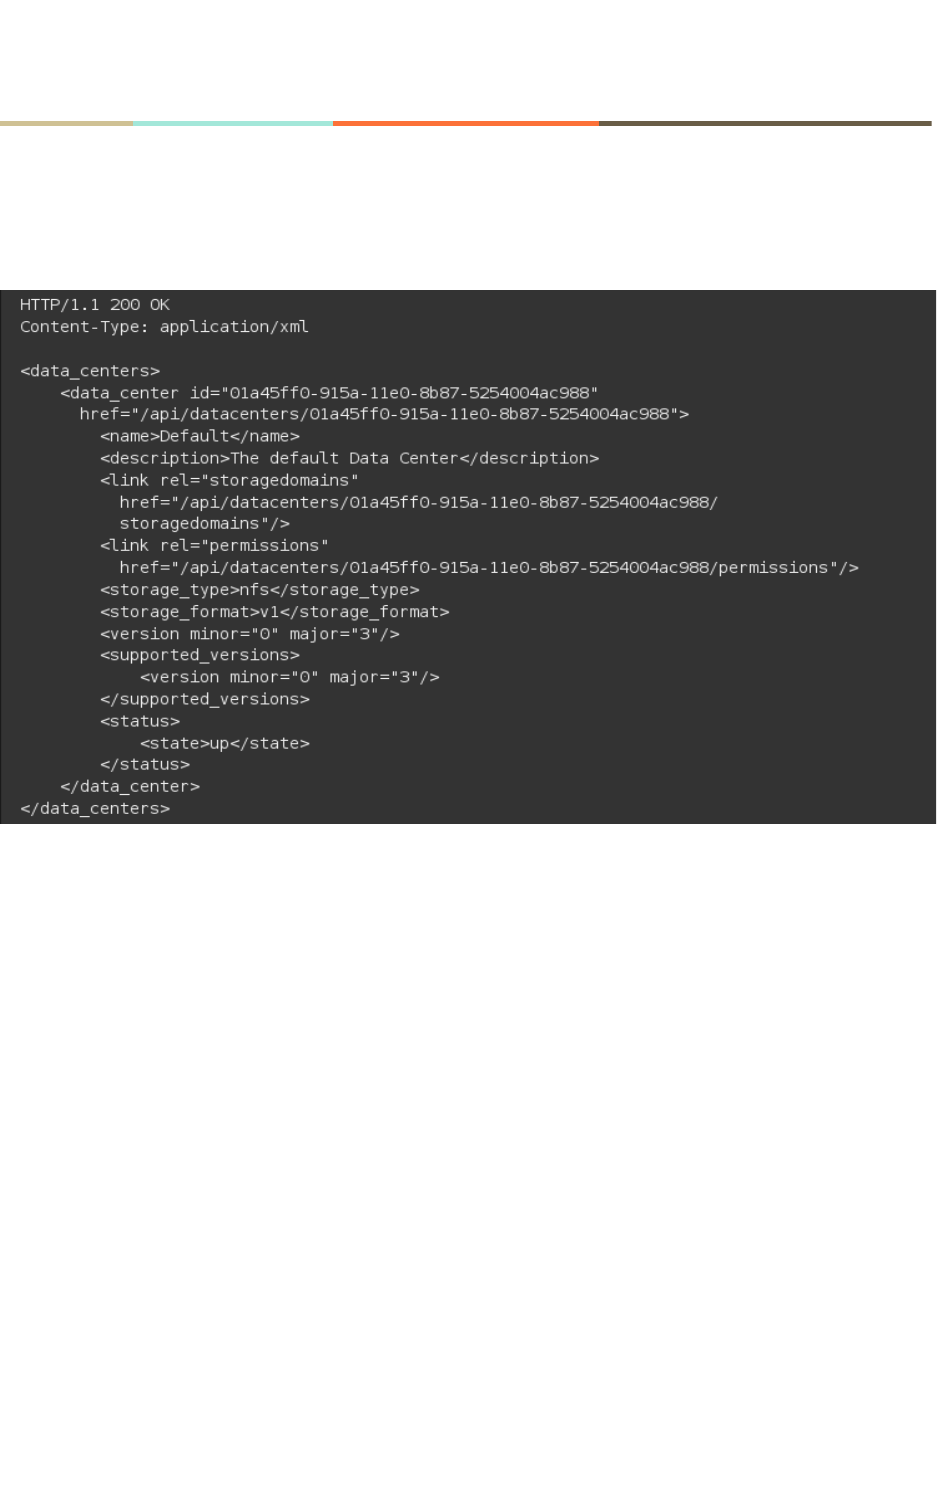 HTTP/1.1 200 OK
Content-Type: application/xml
<data_centers>
<data_center id="01a45ff0-915a-11e0-8b87-5254004ac988"
href="/api/datacenters/01a45ff0-915a-11e0-8b87-5254004ac988">
<name>Default</name>
<description>The default Data Center</description>
<link rel="storagedomains"
href="/api/datacenters/01a45ff0-915a-11e0-8b87-5254004ac988/
storagedomains"/>
<link rel="permissions"
href="/api/datacenters/01a45ff0-915a-11e0-8b87-5254004ac988/permissions"/>
<storage_type>nfs</storage_type>
<storage_format>v1</storage_format>
<version minor="0" major="3"/>
<supported_versions>
<version minor="0" major="3"/>
</supported_versions>
<status>
<state>up</state>
</status>
</data_center>
</data_centers>